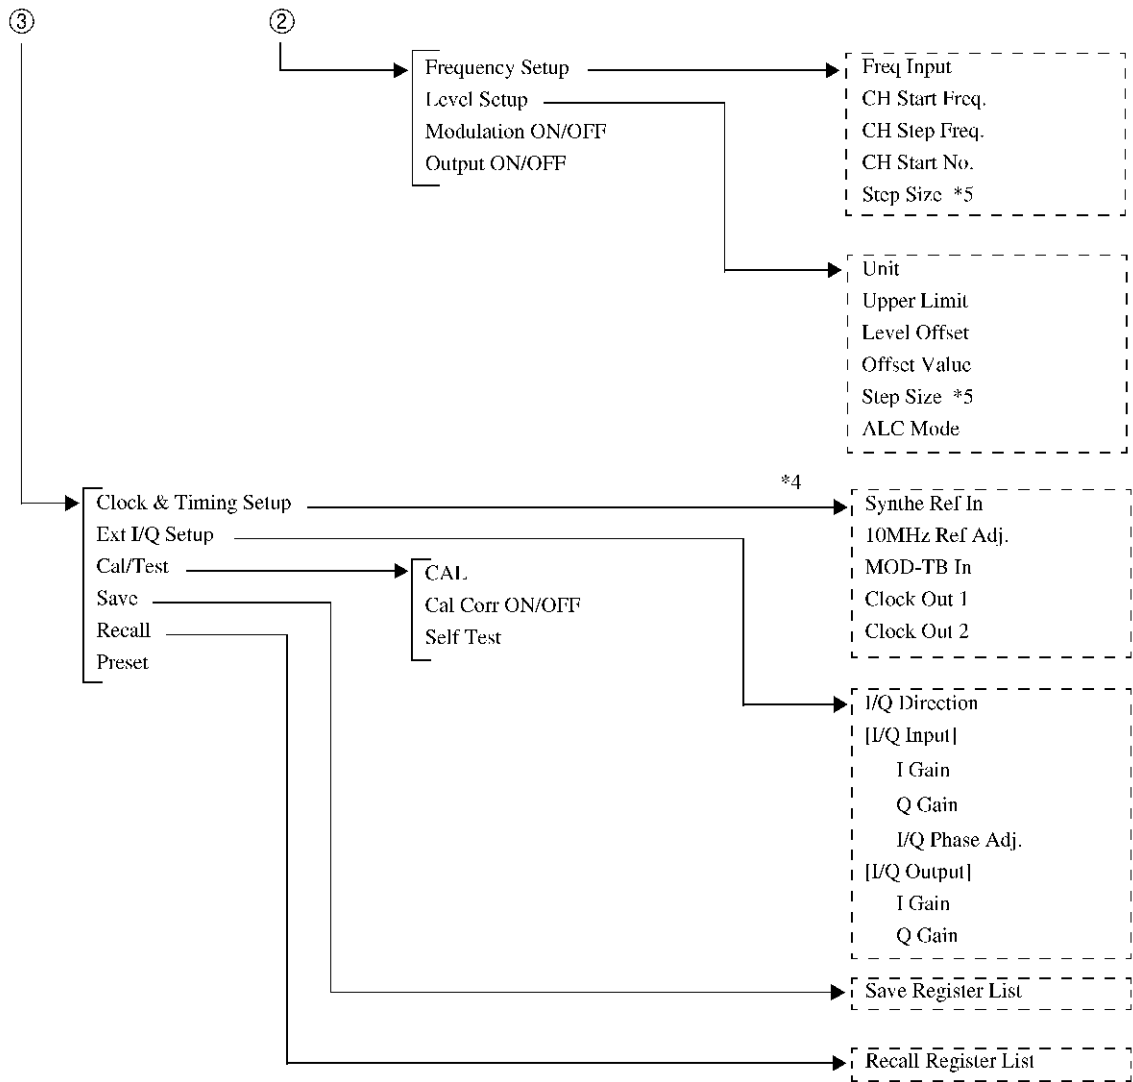 ③
②
Frequency Setup
Level Setup
Modulation ON/OFF
Output ON/OFF
Freq Input
CH Start Freq.
CH Step Freq.
CH Start No.
Step Size *5
Unit
Upper Limit
Level Offset
Offset Value
Step Size *5
ALC Mode
Clock & Timing Setup
Ext I/Q Setup
Cal/Test
Save
Recall
Preset
CAL
Cal Corr ON/OFF
Self Test
*4
Synthe Ref In
10MHz Ref Adj.
MOD-TB In
Clock Out 1
Clock Out 2
I/Q Direction
[I/Q Input]
I Gain
Q Gain
I/Q Phase Adj.
[I/Q Output]
I Gain
Q Gain
Save Register List
Recall Register List